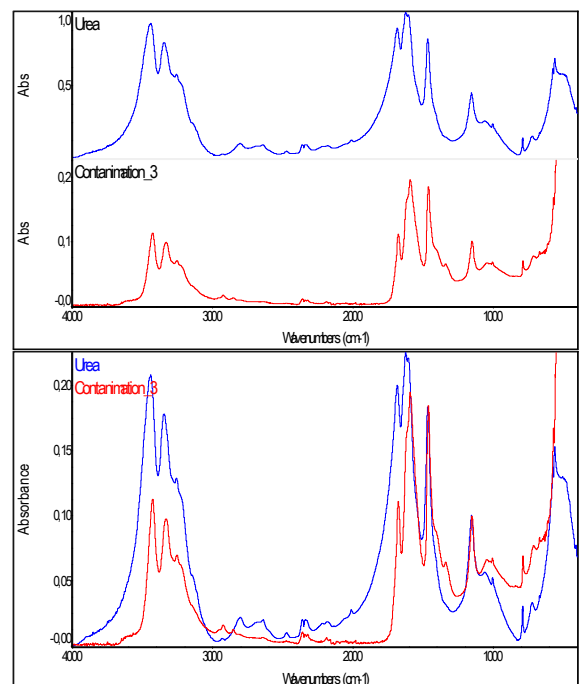 Urea
1,0
0,5
Abs
Contanimation_3
0,2
0,1
-0,0
Abs
4000 3000 2000 1000
Wavenumbers (cm-1)
Urea
Contanimation_3
0,20
0,15
0,10
0,05
-0,00
Absorbance
4000 3000 2000 1000
Wavenumbers (cm-1)